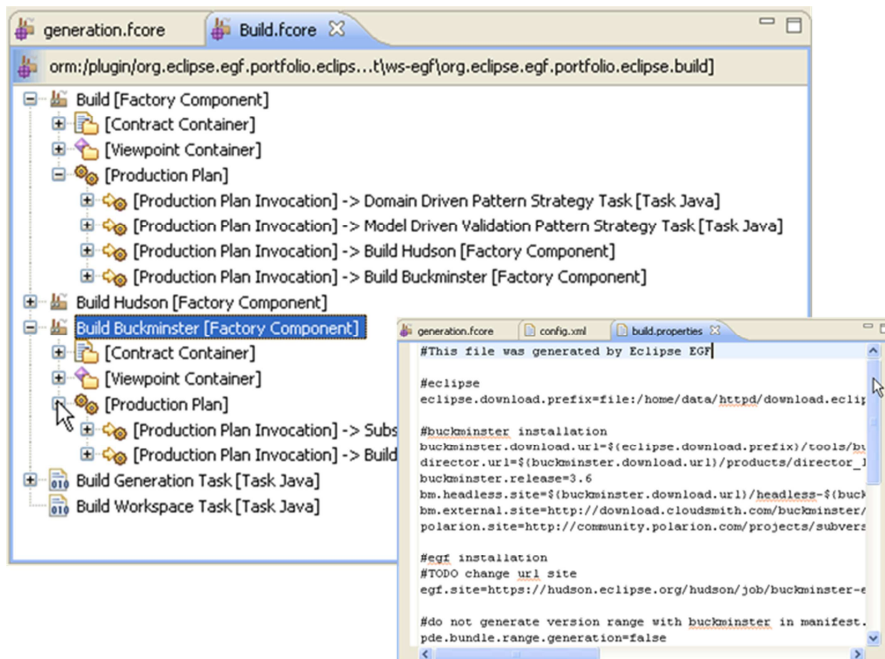 generation.fcore
Build.fcore
orm:/plugin/org.eclipse.egf.portfolio.eclips...t\ws-egf\org.eclipse.egf.portfolio.eclipse.build]
Build [Factory Component]
[Contract Container]
[Viewpoint Container]
[Production Plan]
[Production Plan Invocation] -> Domain Driven Pattern Strategy Task [Task Java]
[Production Plan Invocation] -> Model Driven Validation Pattern Strategy Task [Task Java]
[Production Plan Invocation] -> Build Hudson [Factory Component]
[Production Plan Invocation] -> Build Buckminster [Factory Component]
Build Hudson [Factory Component]
Build Buckminster [Factory Component]
[Contract Container]
[Viewpoint Container]
[Production Plan]
[Production Plan Invocation] -> Subs
[Production Plan Invocation] -> Build
Build Generation Task [Task Java]
Build Workspace Task [Task Java]
generation.fcore
config.xml
build.properties
#This file was generated by Eclipse EGF
#eclipse
eclipse.download.prefix=file:/home/data/httpd/download.eclip
#buckminster installation
buckminster.download.url=${eclipse.download.prefix}/tools/bu
director.url=${buckminster.download.url}/products/director_
buckminster.release=3.6
bm.headless.site=${buckminster.download.url}/headless-${buck
bm.external.site=http://download.cloudsmith.com/buckminster/
polarion.site=http://community.polarion.com/projects/subvers
#egf installation
#TODO change url site
egf.site=https://hudson.eclipse.org/hudson/job/buckminster-e
#do not generate version range with buckminster in manifest.
pde.bundle.range.generation=false